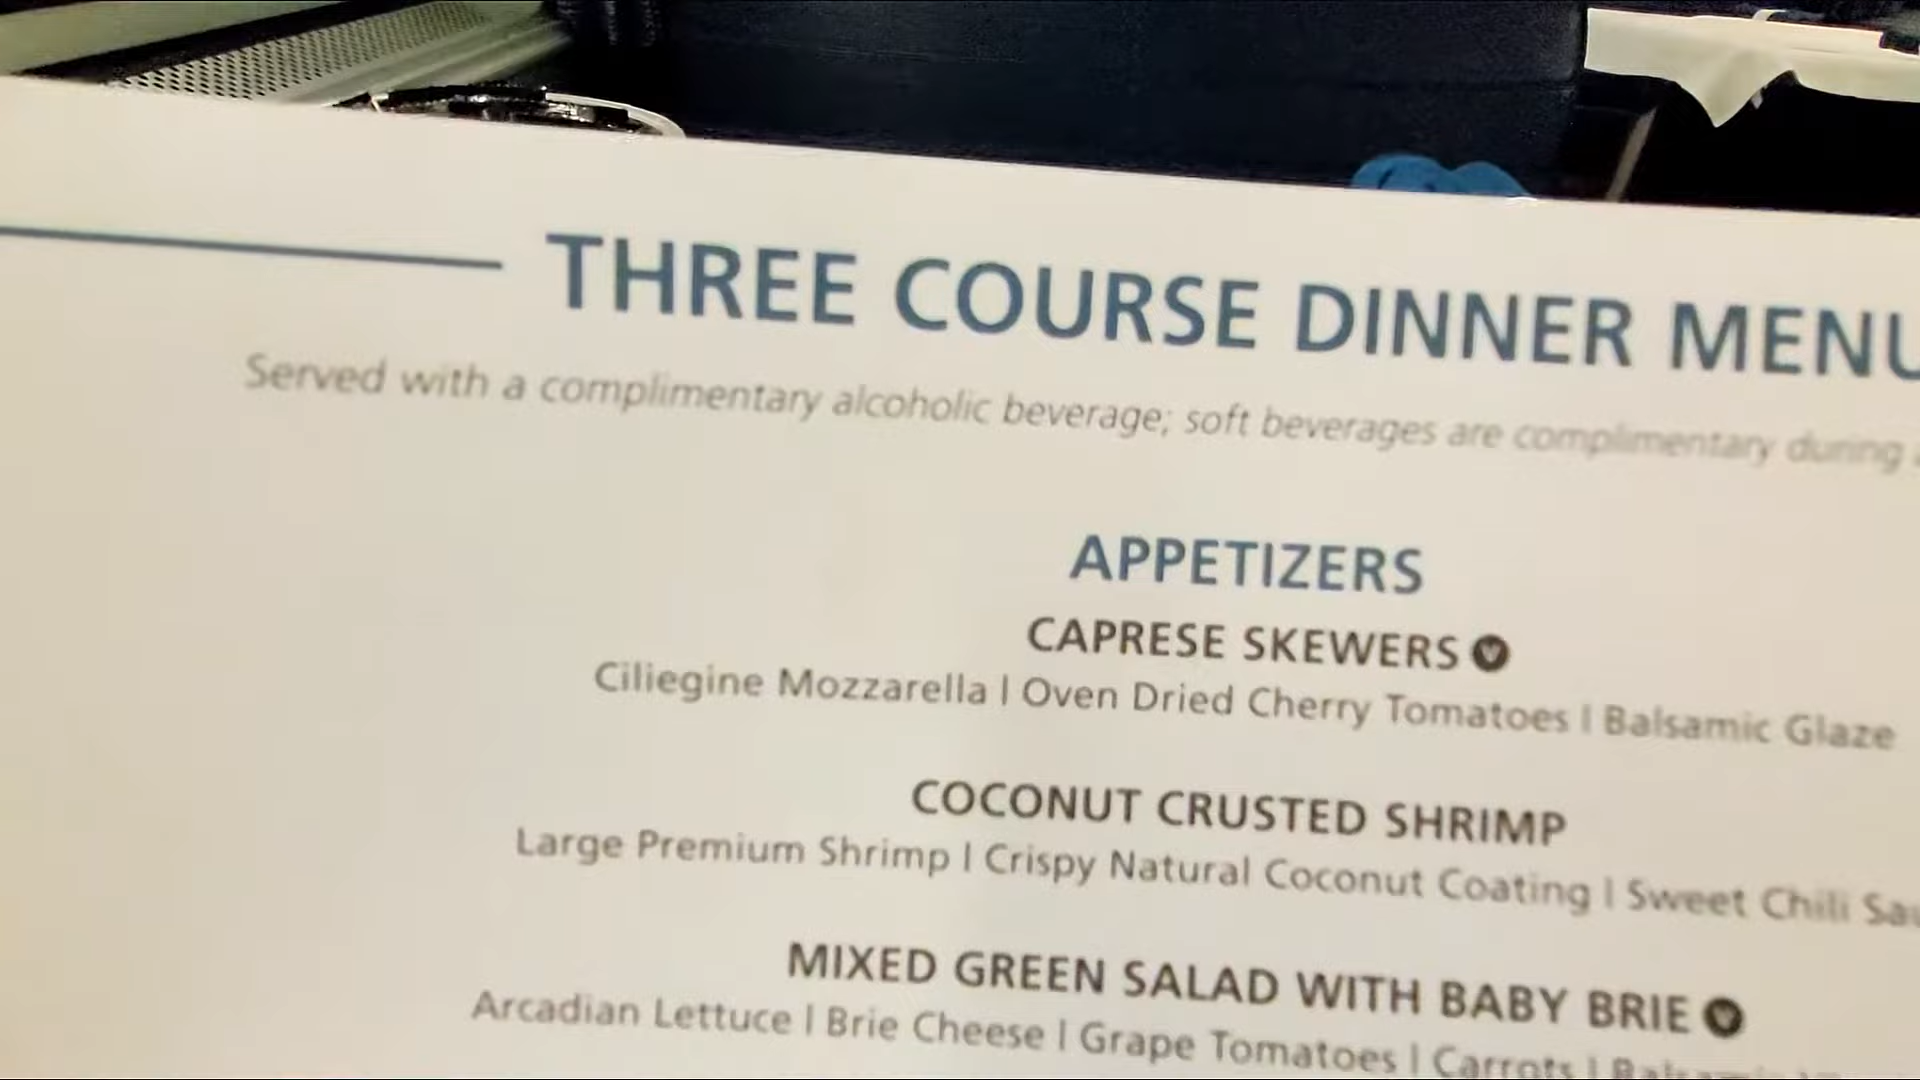 THREE COURSE DINNER MENU
Served with a complimentary alcoholic beverage; soft beverages are complimentary during
APPETIZERS
CAPRESE SKEWERS
Ciliegine Mozzarella | Oven Dried Cherry Tomatoes | Balsamic Glaze
COCONUT CRUSTED SHRIMP
Large Premium Shrimp | Crispy Natural Coconut Coating | Sweet Chili
MIXED GREEN SALAD WITH BABY BRIE
Arcadian Lettuce | Brie Cheese | Grape Tomatoes | Carrots |